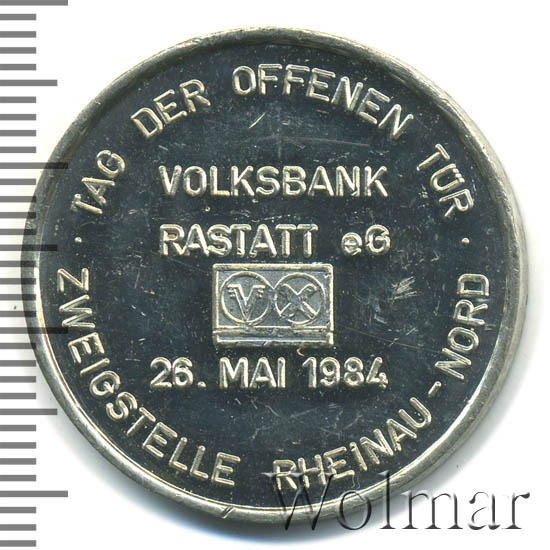 · TAG DER OFFENEN TÜR ·
VOLKSBANK
RASTATT eG
V X
26. MAI 1984
ZWEIGSTELLE RHEINAU-NORD
Wolmar